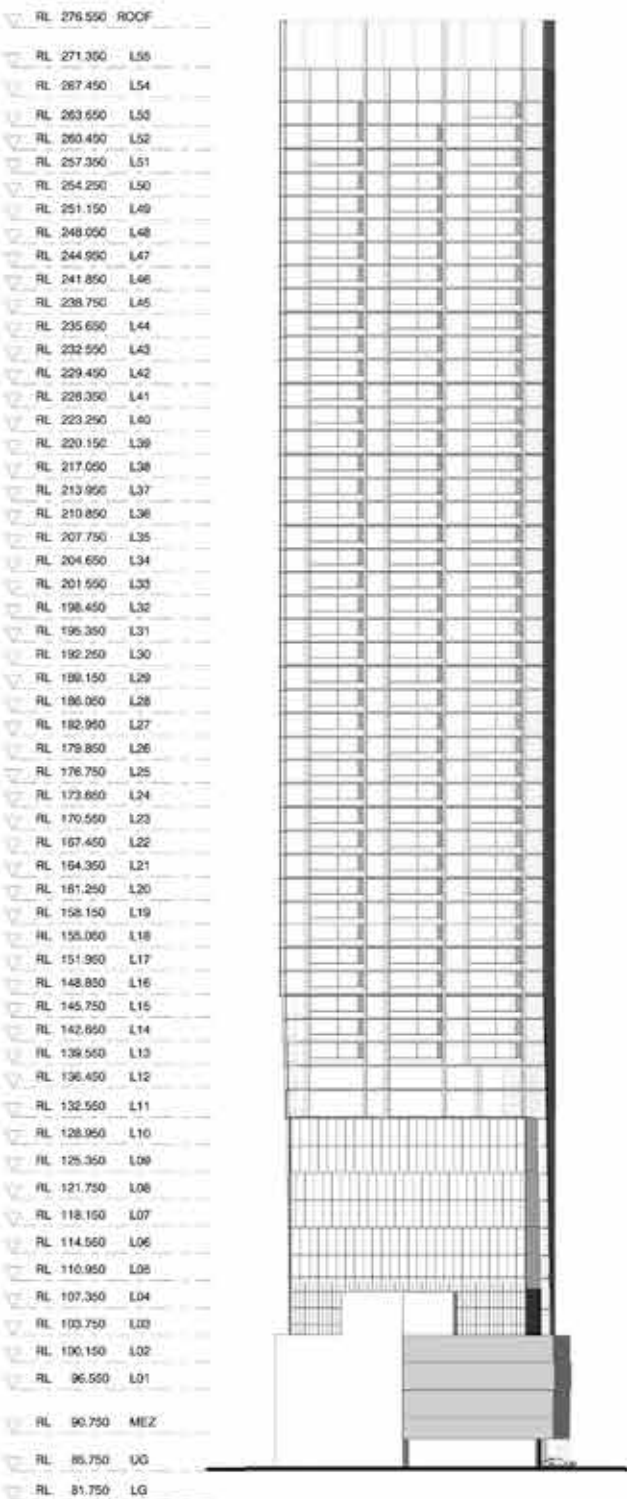 RL 276.550 ROOF
RL 271.350 L55
RL 267.450 L54
RL 263.550 L53
RL 260.450 L52
RL 257.350 L51
RL 254.250 L50
RL 251.150 L49
RL 248.050 L48
RL 244.950 L47
RL 241.850 L46
RL 238.750 L45
RL 235.650 L44
RL 232.550 L43
RL 229.450 L42
RL 226.350 L41
RL 223.250 L40
RL 220.150 L39
RL 217.050 L38
RL 213.950 L37
RL 210.850 L36
RL 207.750 L35
RL 204.650 L34
RL 201.550 L33
RL 198.450 L32
RL 195.350 L31
RL 192.250 L30
RL 189.150 L29
RL 186.050 L28
RL 182.950 L27
RL 179.850 L26
RL 176.750 L25
RL 173.650 L24
RL 170.550 L23
RL 167.450 L22
RL 164.350 L21
RL 161.250 L20
RL 158.150 L19
RL 155.050 L18
RL 151.950 L17
RL 148.850 L16
RL 145.750 L15
RL 142.650 L14
RL 139.550 L13
RL 136.450 L12
RL 132.550 L11
RL 128.950 L10
RL 125.350 L09
RL 121.750 L08
RL 118.150 L07
RL 114.550 L06
RL 110.950 L05
RL 107.350 L04
RL 103.750 L03
RL 100.150 L02
RL 96.550 L01
RL 90.750 MEZ
RL 85.750 UG
RL 81.750 LG